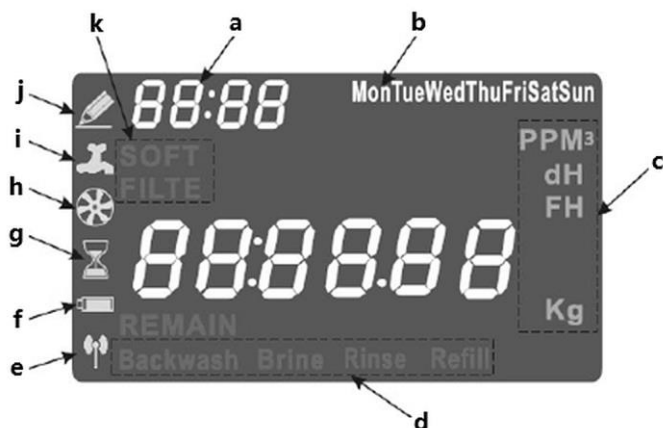 k
a
b
j
88:88
MonTueWedThuFriSatSun
i
SOFT
PPM3
FILTE
dH
c
h
FH
g
88:88.88
f
Kg
REMAIN
e
Backwash Brine Rinse Refill
d